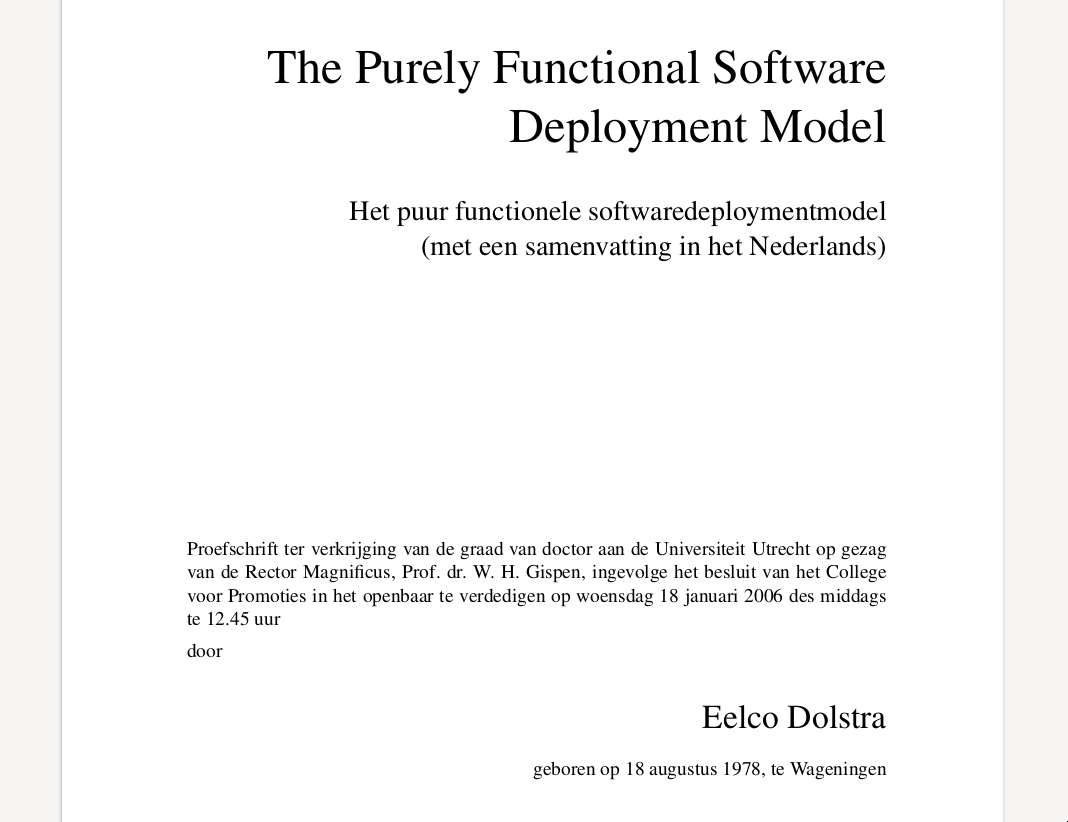 The Purely Functional Software
Deployment Model
Het puur functionele softwaredeploymentmodel
(met een samenvatting in het Nederlands)
Proefschrift ter verkrijging van de graad van doctor aan de Universiteit Utrecht op gezag
van de Rector Magnificus, Prof. dr. W. H. Gispen, ingevolge het besluit van het College
voor Promoties in het openbaar te verdedigen op woensdag 18 januari 2006 des middags
te 12.45 uur
door
Eelco Dolstra
geboren op 18 augustus 1978, te Wageningen